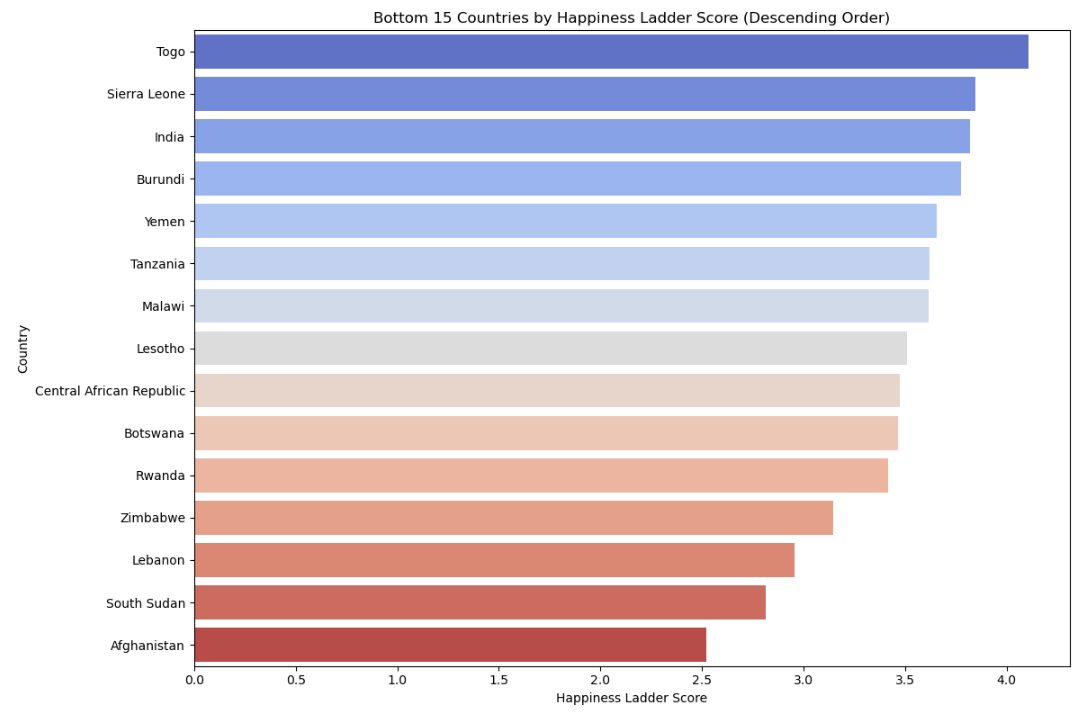 Bottom 15 Countries by Happiness Ladder Score (Descending Order)
Togo
Sierra Leone
India
Burundi
Yemen
Tanzania
Malawi
Lesotho
Central African Republic
Botswana
Rwanda
Zimbabwe
Lebanon
South Sudan
Afghanistan
Country
0.0 0.5 1.0 1.5 2.0 2.5 3.0 3.5 4.0
Happiness Ladder Score